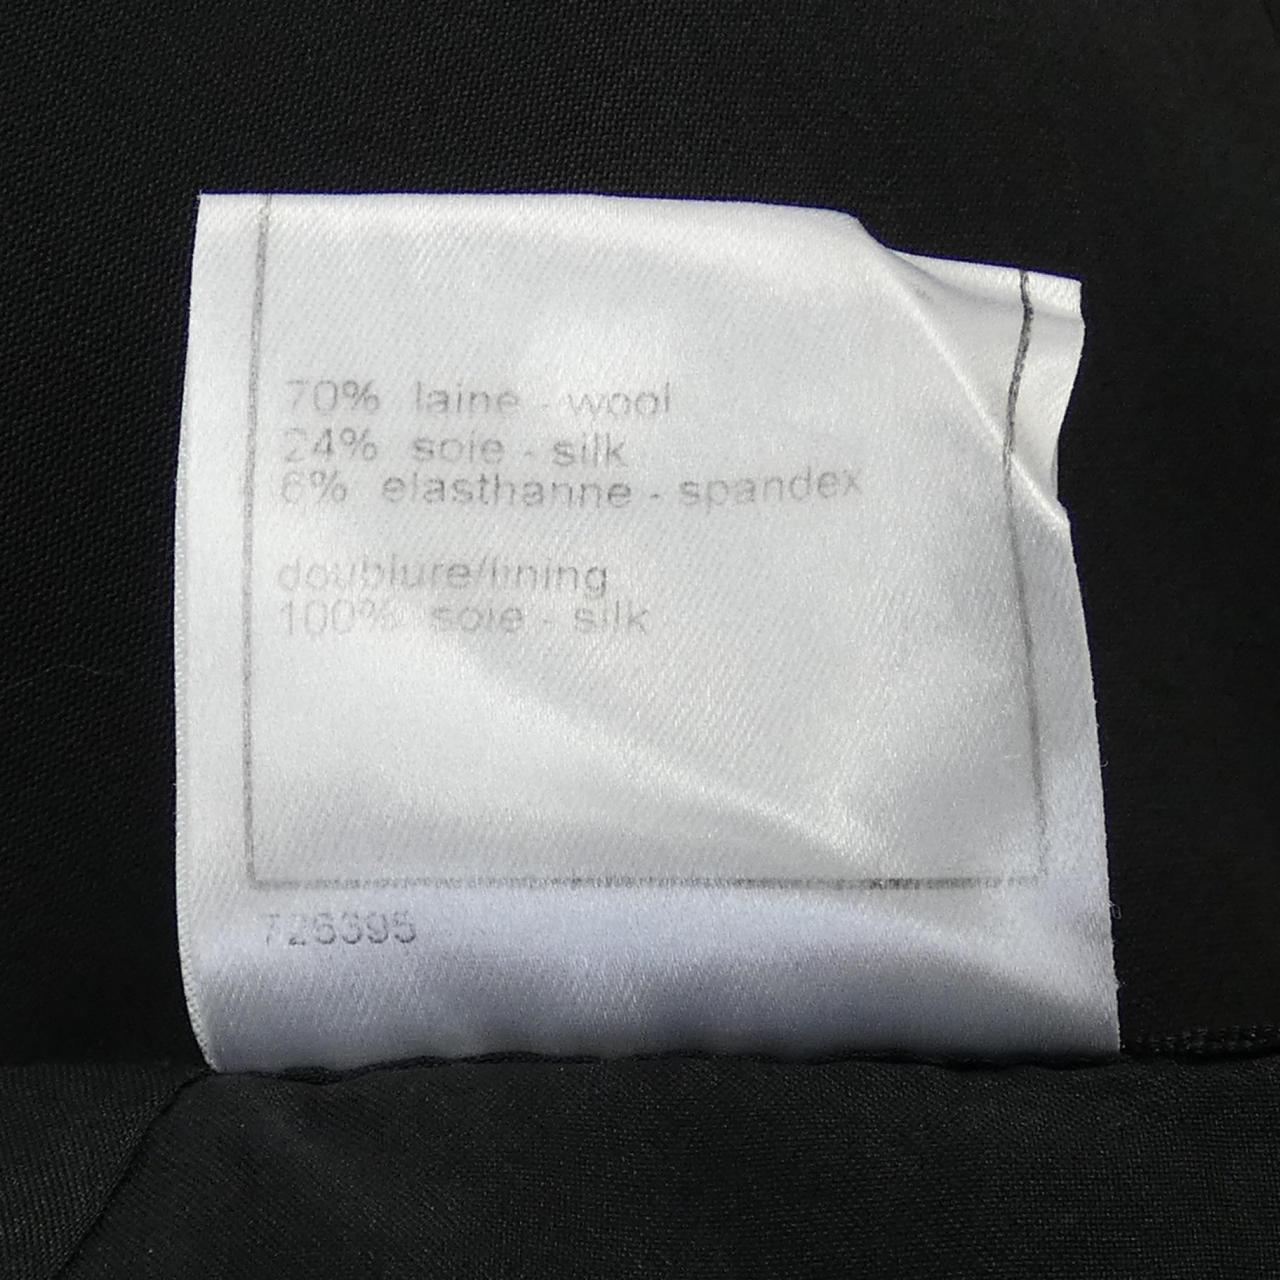 70% laine - wool
24% soie - silk
6% elasthanne - spandex
doublure/lining
100% soie - silk
726395